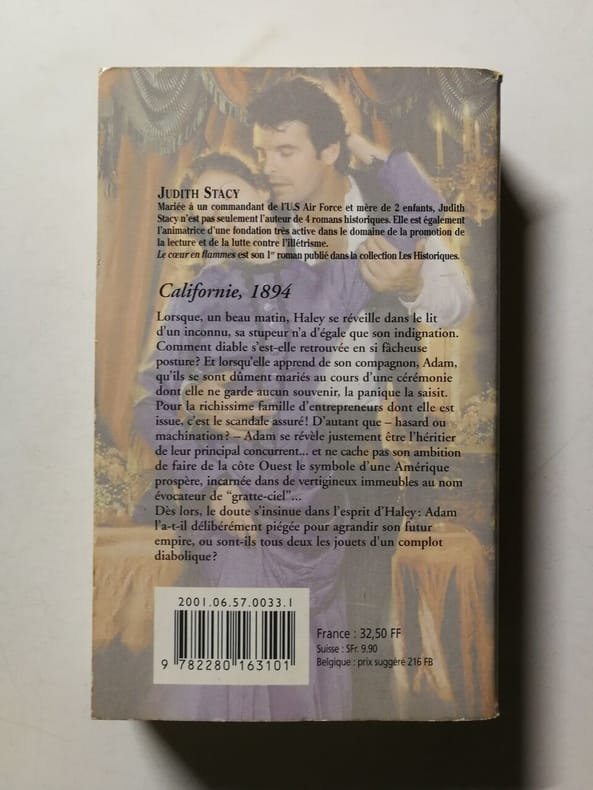 JUDITH STACY
Mariée à un commandant de l'U.S Air Force et mère de 2 enfants, Judith
Stacy n'est pas seulement l'auteur de 4 romans historiques. Elle est également
l'animatrice d'une fondation très active dans le domaine de la promotion de
la lecture et de la lutte contre l'illétrisme.
Le cœur en flammes est son 1er roman publié dans la collection Les Historiques.
Californie, 1894
Lorsque, un beau matin, Haley se réveille dans le lit
d'un inconnu, sa stupeur n'a d'égale que son indignation.
Comment diable s'est-elle retrouvée en si fâcheuse
posture? Et lorsqu'elle apprend de son compagnon, Adam,
qu'ils se sont dûment mariés au cours d'une cérémonie
dont elle ne garde aucun souvenir, la panique la saisit.
Pour la richissime famille d'entrepreneurs dont elle est
issue, c'est le scandale assuré! D'autant que – hasard ou
machination? – Adam se révèle justement être l'héritier
de leur principal concurrent... et ne cache pas son ambition
de faire de la côte Ouest le symbole d'une Amérique
prospère, incarnée dans de vertigineux immeubles au nom
évocateur de "gratte-ciel"...
Dès lors, le doute s'insinue dans l'esprit d'Haley: Adam
l'a-t-il délibérément piégée pour agrandir son futur
empire, ou sont-ils tous deux les jouets d'un complot
diabolique?
2001.06.57.0033.1
9 782280 163101
France : 32,50 FF
Suisse : SFr. 9.90
Belgique : prix suggéré 216 FB